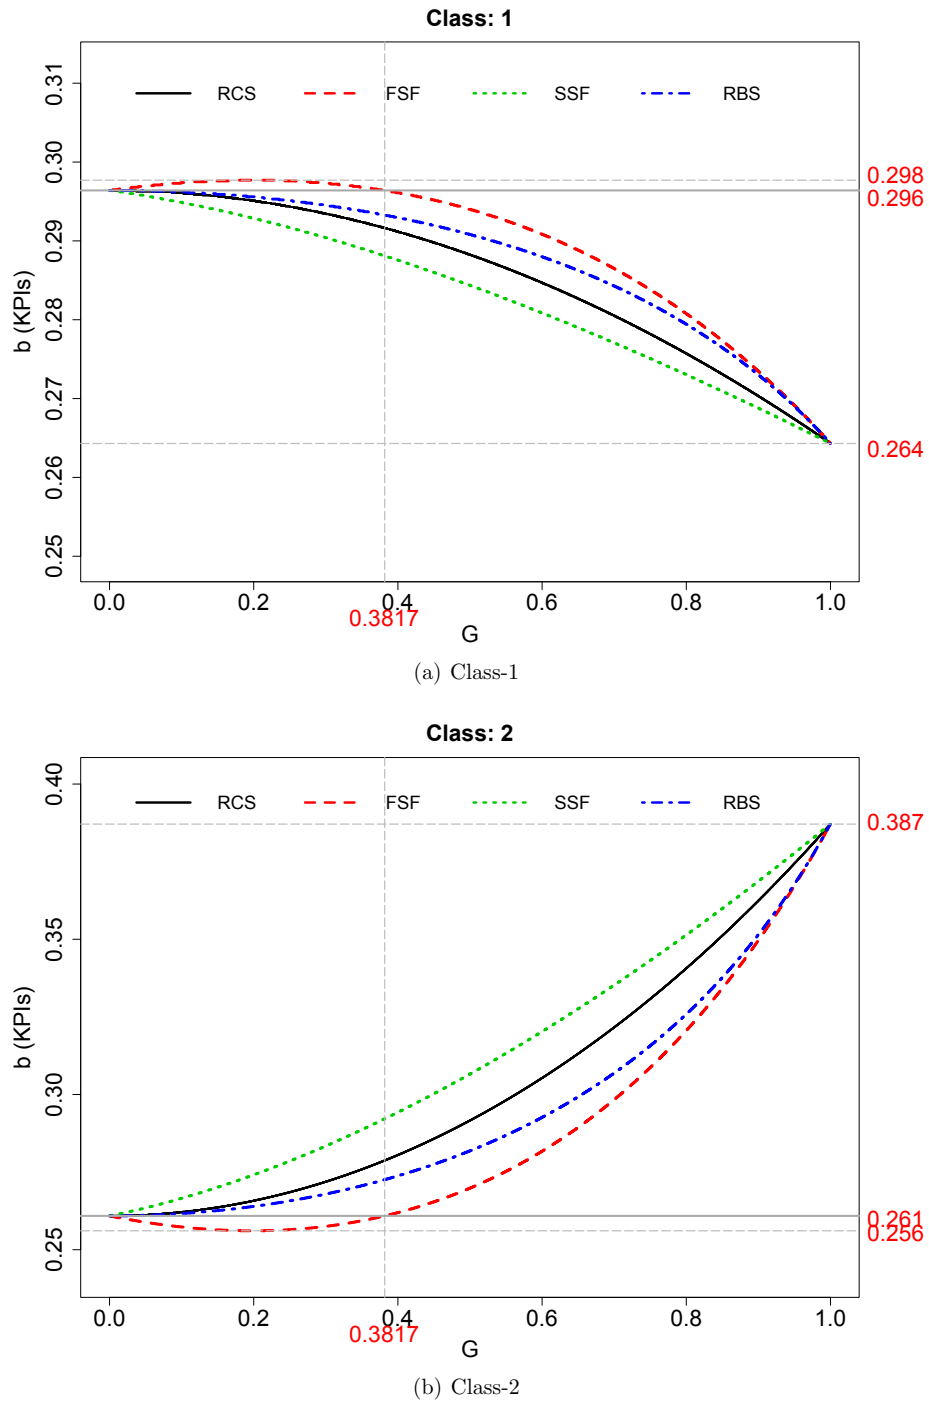 Class: 1
RCS FSF SSF RBS
0.31
0.30
0.29
0.28
0.27
0.26
0.25
b (KPIs)
0.298
0.296
0.264
0.0 0.2 0.4 0.6 0.8 1.0
0.3817
G
(a) Class-1
Class: 2
RCS FSF SSF RBS
0.40
0.35
0.30
0.25
b (KPIs)
0.387
0.261
0.256
0.0 0.2 0.4 0.6 0.8 1.0
0.3817
G
(b) Class-2